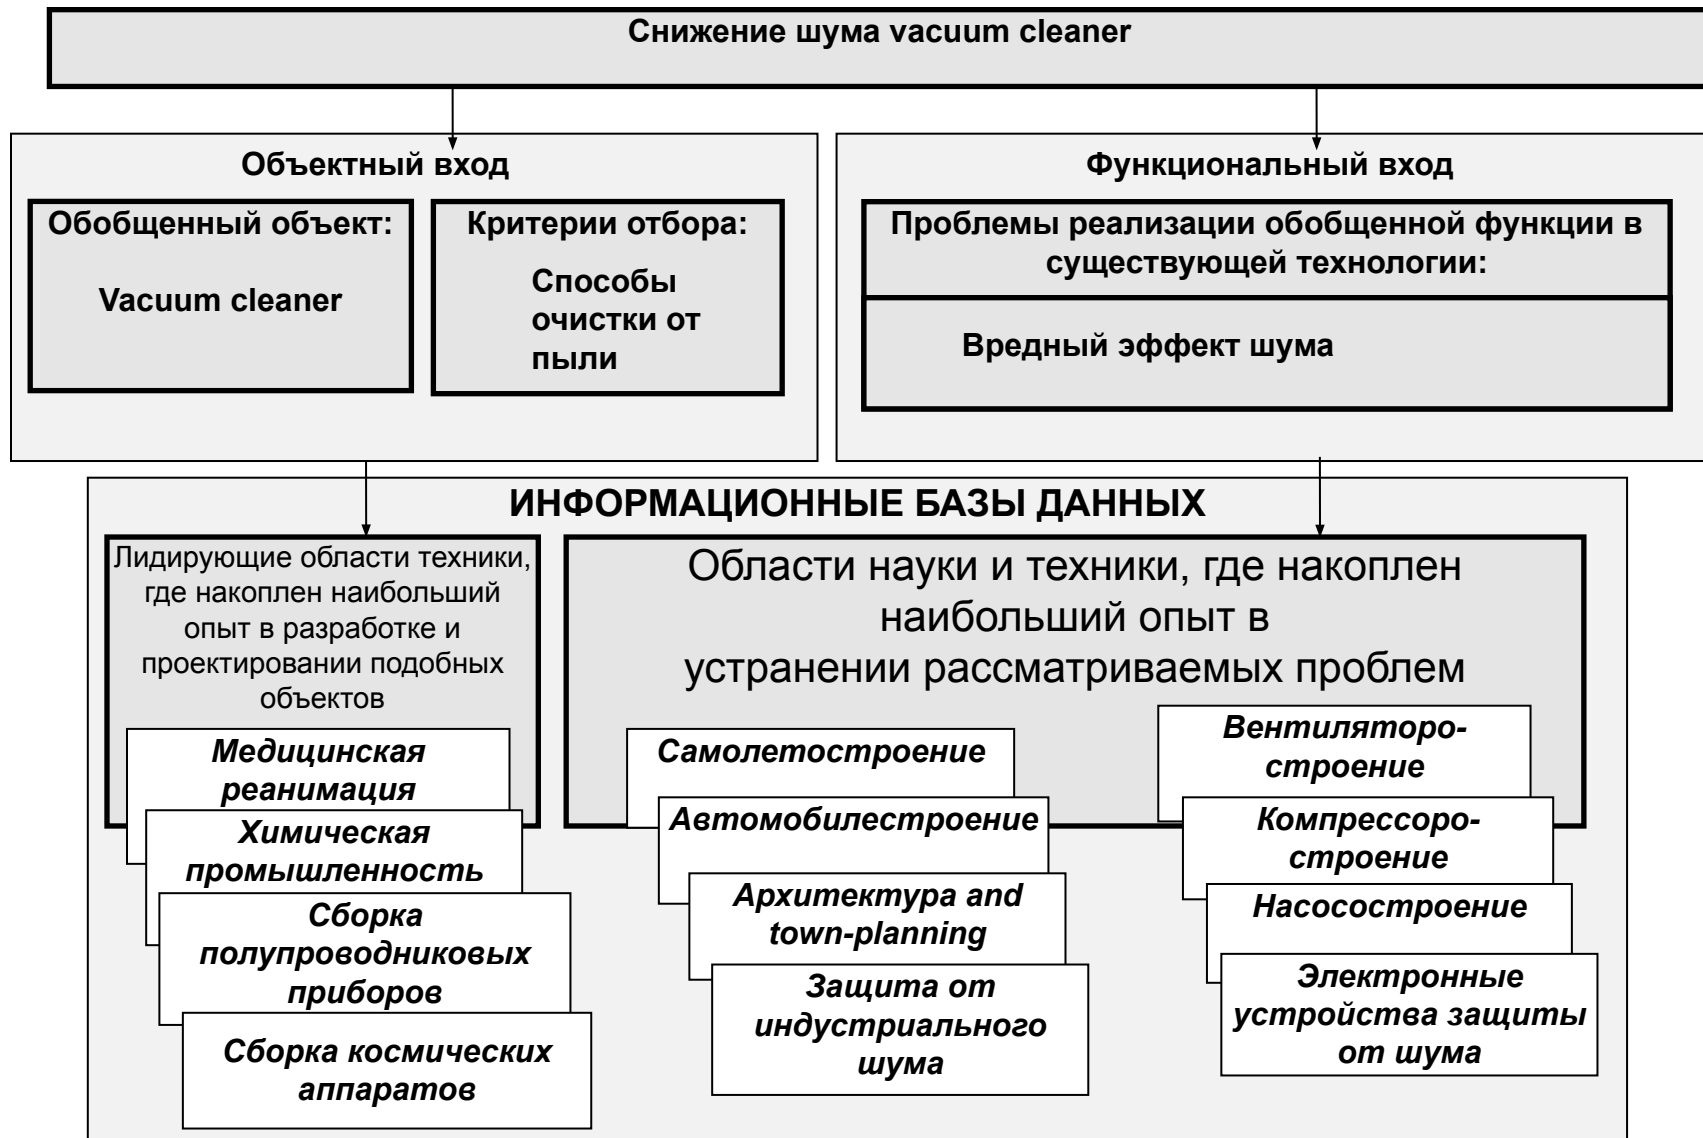 Снижение шума vacuum cleaner
Объектный вход
Обобщенный объект:
Vacuum cleaner
Критерии отбора:
Способы
очистки от
пыли
Функциональный вход
Проблемы реализации обобщенной функции в
существующей технологии:
Вредный эффект шума
ИНФОРМАЦИОННЫЕ БАЗЫ ДАННЫХ
Лидирующие области техники,
где накоплен наибольший
опыт в разработке и
проектировании подобных
объектов
Медицинская
реанимация
Химическая
промышленность
Сборка
полупроводниковых
приборов
Сборка космических
аппаратов
Области науки и техники, где накоплен
наибольший опыт в
устранении рассматриваемых проблем
Самолетостроение
Автомобилестроение
Архитектура and
town-planning
Защита от
индустриального
шума
Вентиляторо-
строение
Компрессоро-
строение
Насосостроение
Электронные
устройства защиты
от шума